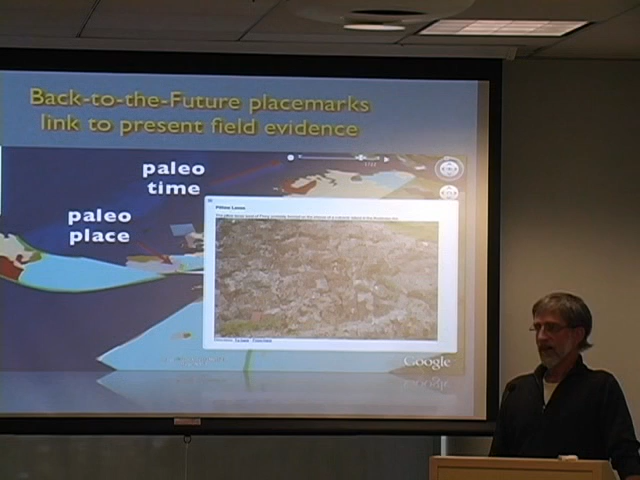 Back-to-the-Future placemarks
link to present field evidence
paleo
time
paleo
place
Pillow Lavas
Google